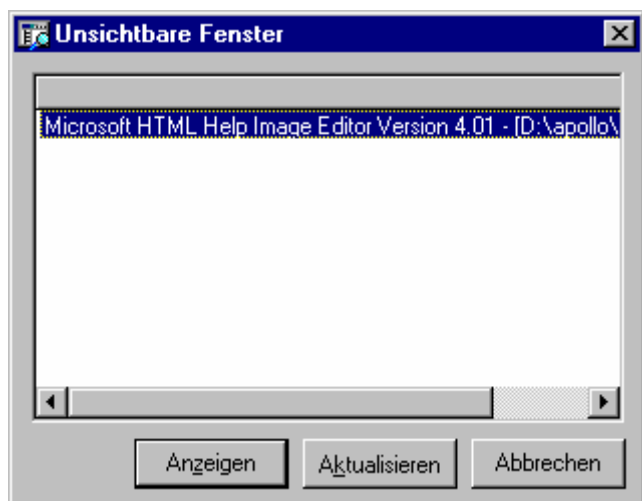 Unsichtbare Fenster
Microsoft HTML Help Image Editor Version 4.01 - [D:\apollo\
Anzeigen
Aktualisieren
Abbrechen